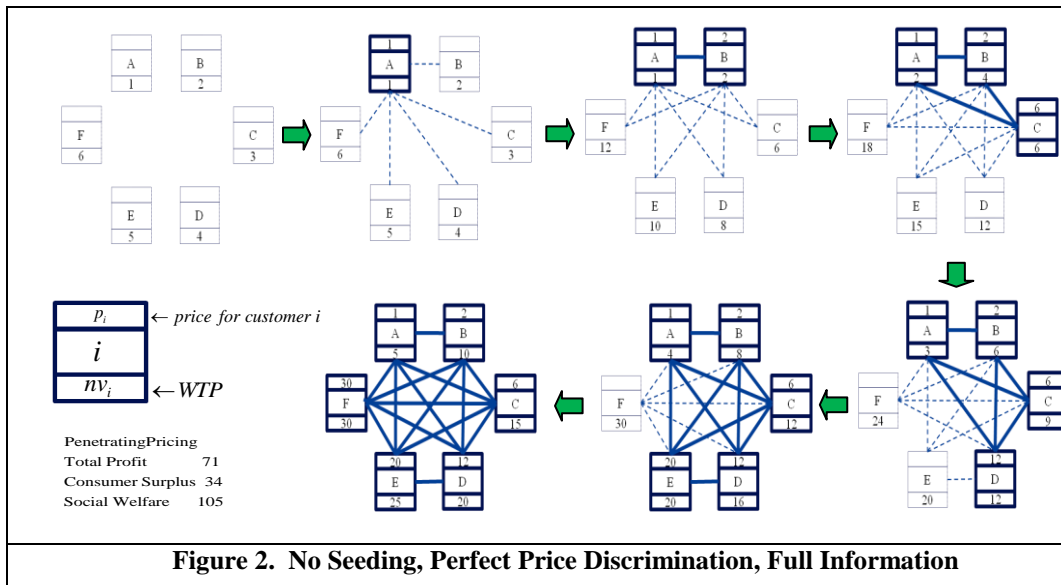 A
1
B
2
F
6
C
3
E
5
D
4
1
A
1
B
2
F
6
C
3
E
5
D
4
1
A
1
2
B
2
F
12
C
6
E
10
D
8
1
A
2
2
B
4
F
18
6
C
6
E
15
D
12
1
A
3
2
B
6
F
24
6
C
9
E
20
12
D
12
1
A
4
2
B
8
F
30
6
C
12
20
E
20
12
D
16
1
A
5
2
B
10
30
F
30
6
C
15
20
E
25
12
D
20
pᵢ ← price for customer i
i
nvᵢ ← WTP
PenetratingPricing
Total Profit 71
Consumer Surplus 34
Social Welfare 105
Figure 2. No Seeding, Perfect Price Discrimination, Full Information